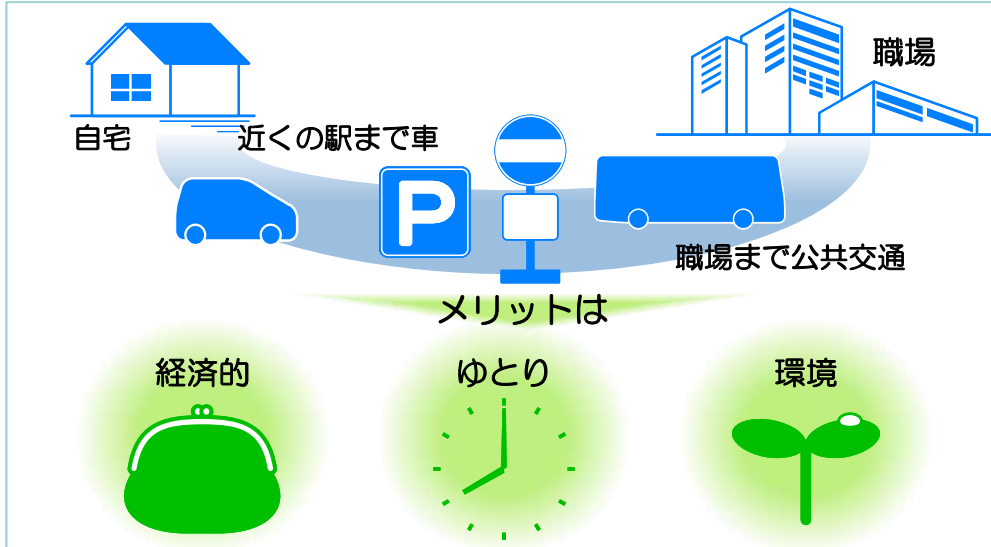 職場
自宅
近くの駅まで車
P
職場まで公共交通
メリットは
経済的
ゆとり
環境